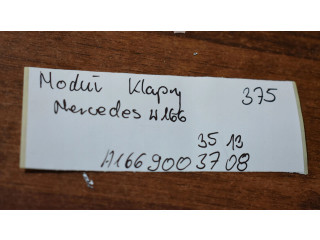 Moduł Klapy 375
Mercedes W166
35 13
A166 900 37 08